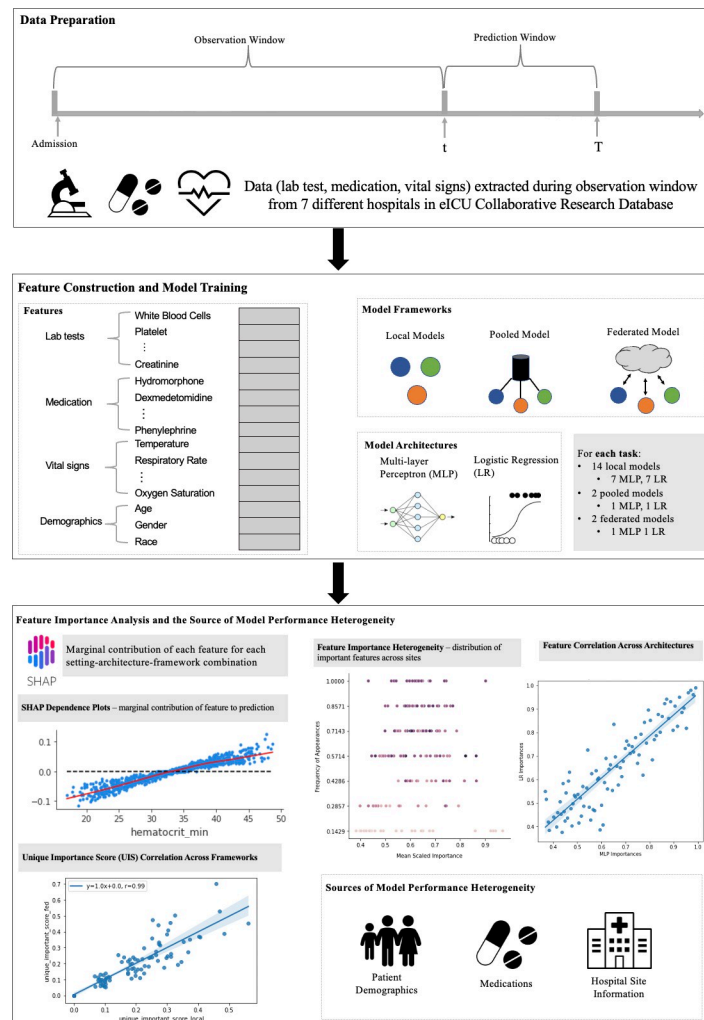 Data Preparation
Observation Window
Prediction Window
Admission
t
T
Data (lab test, medication, vital signs) extracted during observation window
from 7 different hospitals in eICU Collaborative Research Database
Feature Construction and Model Training
Features
Lab tests
White Blood Cells
Platelet
⋮
Creatinine
Medication
Hydromorphone
Dexmedetomidine
⋮
Phenylephrine
Vital signs
Temperature
Respiratory Rate
⋮
Oxygen Saturation
Demographics
Age
Gender
Race
Model Frameworks
Local Models
Pooled Model
Federated Model
Model Architectures
Multi-layer
Perceptron (MLP)
Logistic Regression
(LR)
For each task:
• 14 local models
• 7 MLP, 7 LR
• 2 pooled models
• 1 MLP, 1 LR
• 2 federated models
• 1 MLP 1 LR
Feature Importance Analysis and the Source of Model Performance Heterogeneity
SHAP
Marginal contribution of each feature for each
setting-architecture-framework combination
SHAP Dependence Plots – marginal contribution of feature to prediction
0.1
0.0
−0.1
20 25 30 35 40 45 50
hematocrit_min
Unique Importance Score (UIS) Correlation Across Frameworks
y=1.0x+0.0, r=0.99
unique_important_score_fed
0.7
0.6
0.5
0.4
0.3
0.2
0.1
0.0
0.0 0.1 0.2 0.3 0.4 0.5
unique_important_score_local
Feature Importance Heterogeneity – distribution of
important features across sites
Frequency of Appearances
1.0000
0.8571
0.7143
0.5714
0.4286
0.2857
0.1429
0.4 0.5 0.6 0.7 0.8 0.9
Mean Scaled Importance
Feature Correlation Across Architectures
LR Importances
1.0
0.9
0.8
0.7
0.6
0.5
0.4
0.4 0.5 0.6 0.7 0.8 0.9 1.0
MLP Importances
Sources of Model Performance Heterogeneity
Patient
Demographics
Medications
Hospital Site
Information